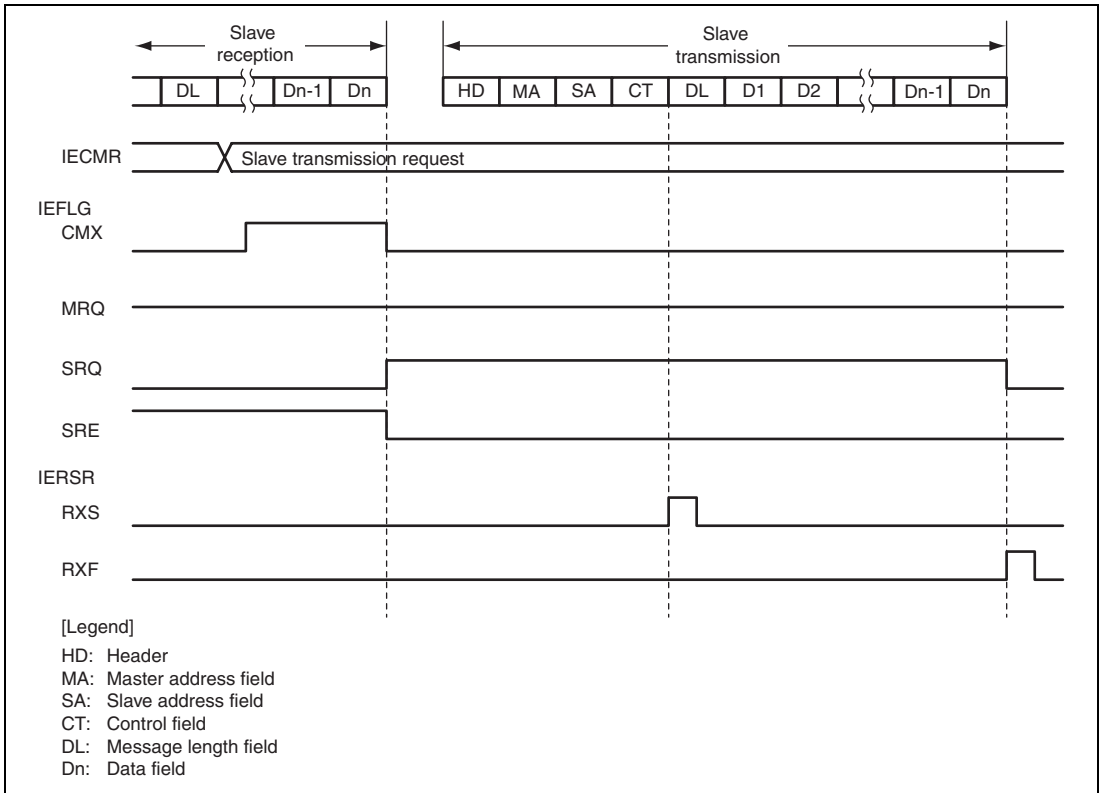 Slave
reception
Slave
transmission
DL Dn-1 Dn HD MA SA CT DL D1 D2 Dn-1 Dn
IECMR Slave transmission request
IEFLG
CMX
MRQ
SRQ
SRE
IERSR
RXS
RXF
[Legend]
HD: Header
MA: Master address field
SA: Slave address field
CT: Control field
DL: Message length field
Dn: Data field